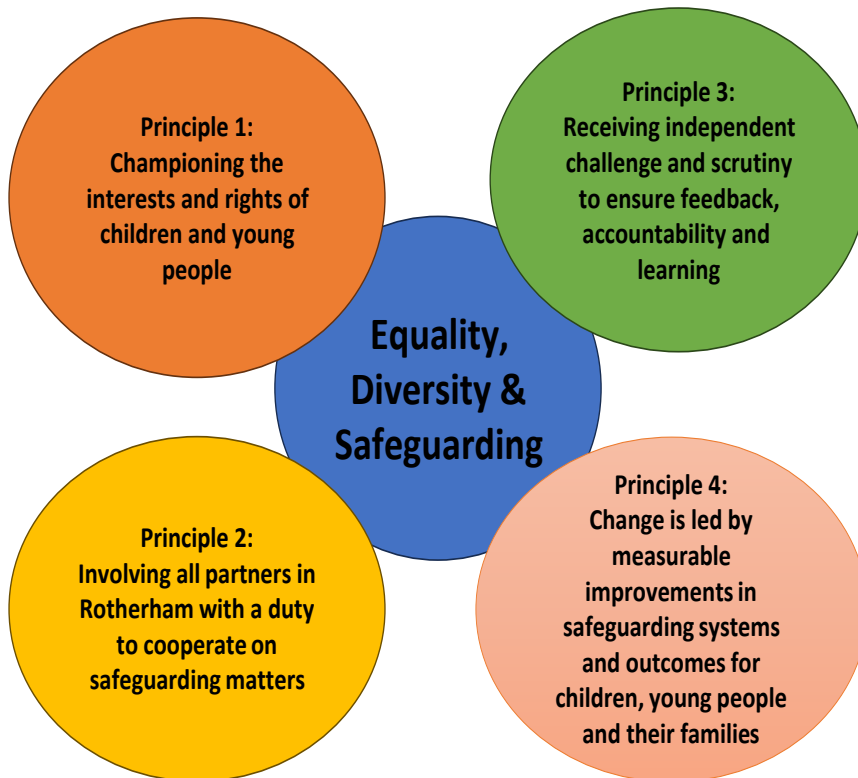 Principle 1:
Championing the
interests and rights of
children and young
people
Principle 3:
Receiving independent
challenge and scrutiny
to ensure feedback,
accountability and
learning
Equality,
Diversity &
Safeguarding
Principle 2:
Involving all partners in
Rotherham with a duty
to cooperate on
safeguarding matters
Principle 4:
Change is led by
measurable
improvements in
safeguarding systems
and outcomes for
children, young people
and their families